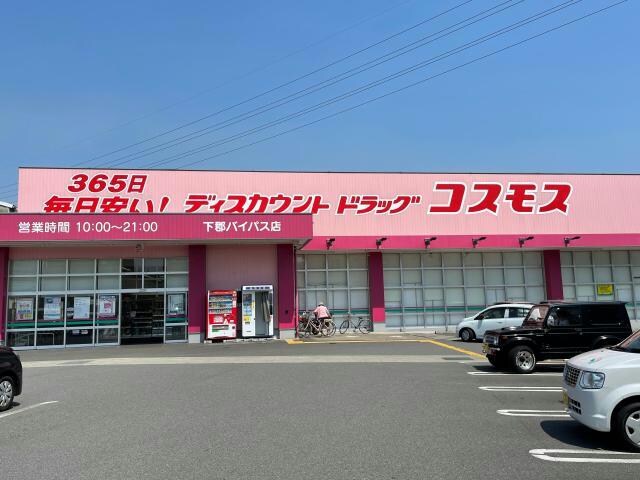 365日
毎日安い! ディスカウント ドラッグ コスモス
営業時間 10:00～21:00 下郡バイパス店